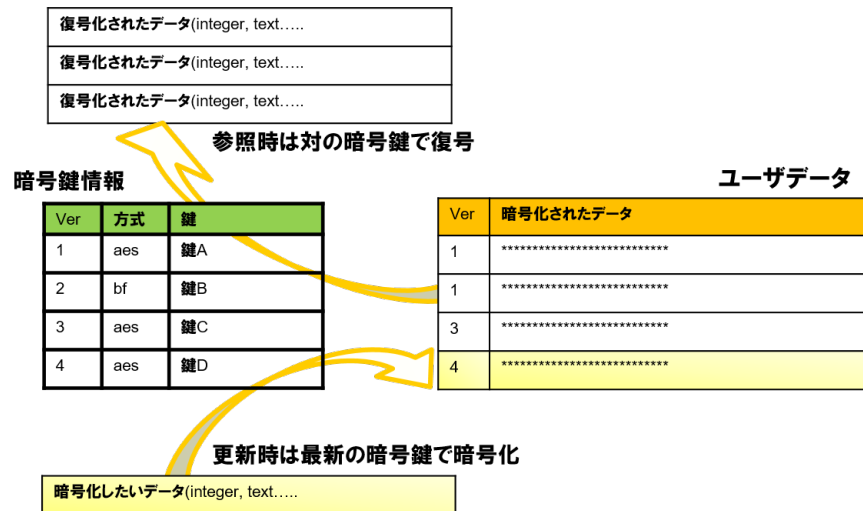 復号化されたデータ(integer, text…..
復号化されたデータ(integer, text…..
復号化されたデータ(integer, text…..
参照時は対の暗号鍵で復号
暗号鍵情報
Ver 方式 鍵
1 aes 鍵A
2 bf 鍵B
3 aes 鍵C
4 aes 鍵D
ユーザデータ
Ver 暗号化されたデータ
1 ***************************
1 ***************************
3 ***************************
4 ***************************
更新時は最新の暗号鍵で暗号化
暗号化したいデータ(integer, text…..